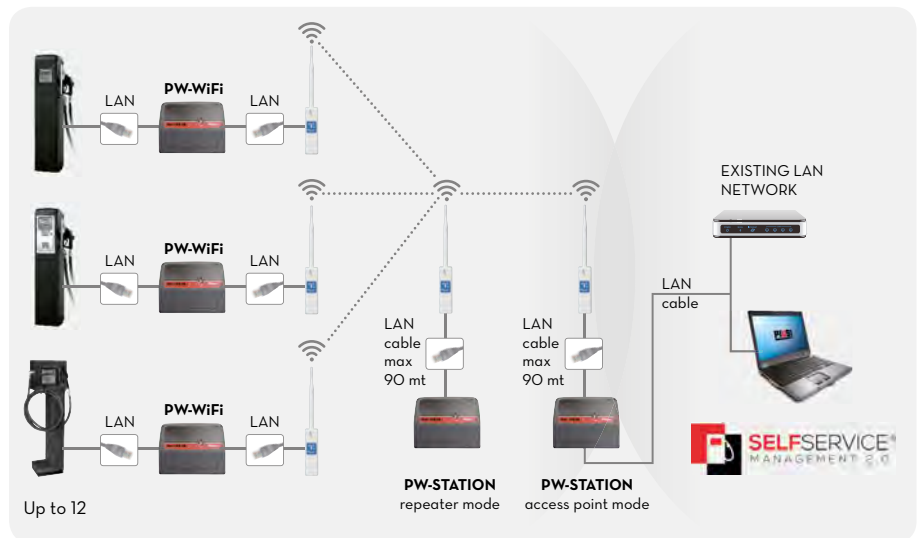 PW-WiFi
LAN
LAN
EXISTING LAN
NETWORK
PW-WiFi
LAN
LAN
LAN
cable
LAN
cable
max
90 mt
LAN
cable
max
90 mt
PW-WiFi
LAN
LAN
SELFSERVICE®
MANAGEMENT 2.0
PW-STATION
repeater mode
PW-STATION
access point mode
Up to 12